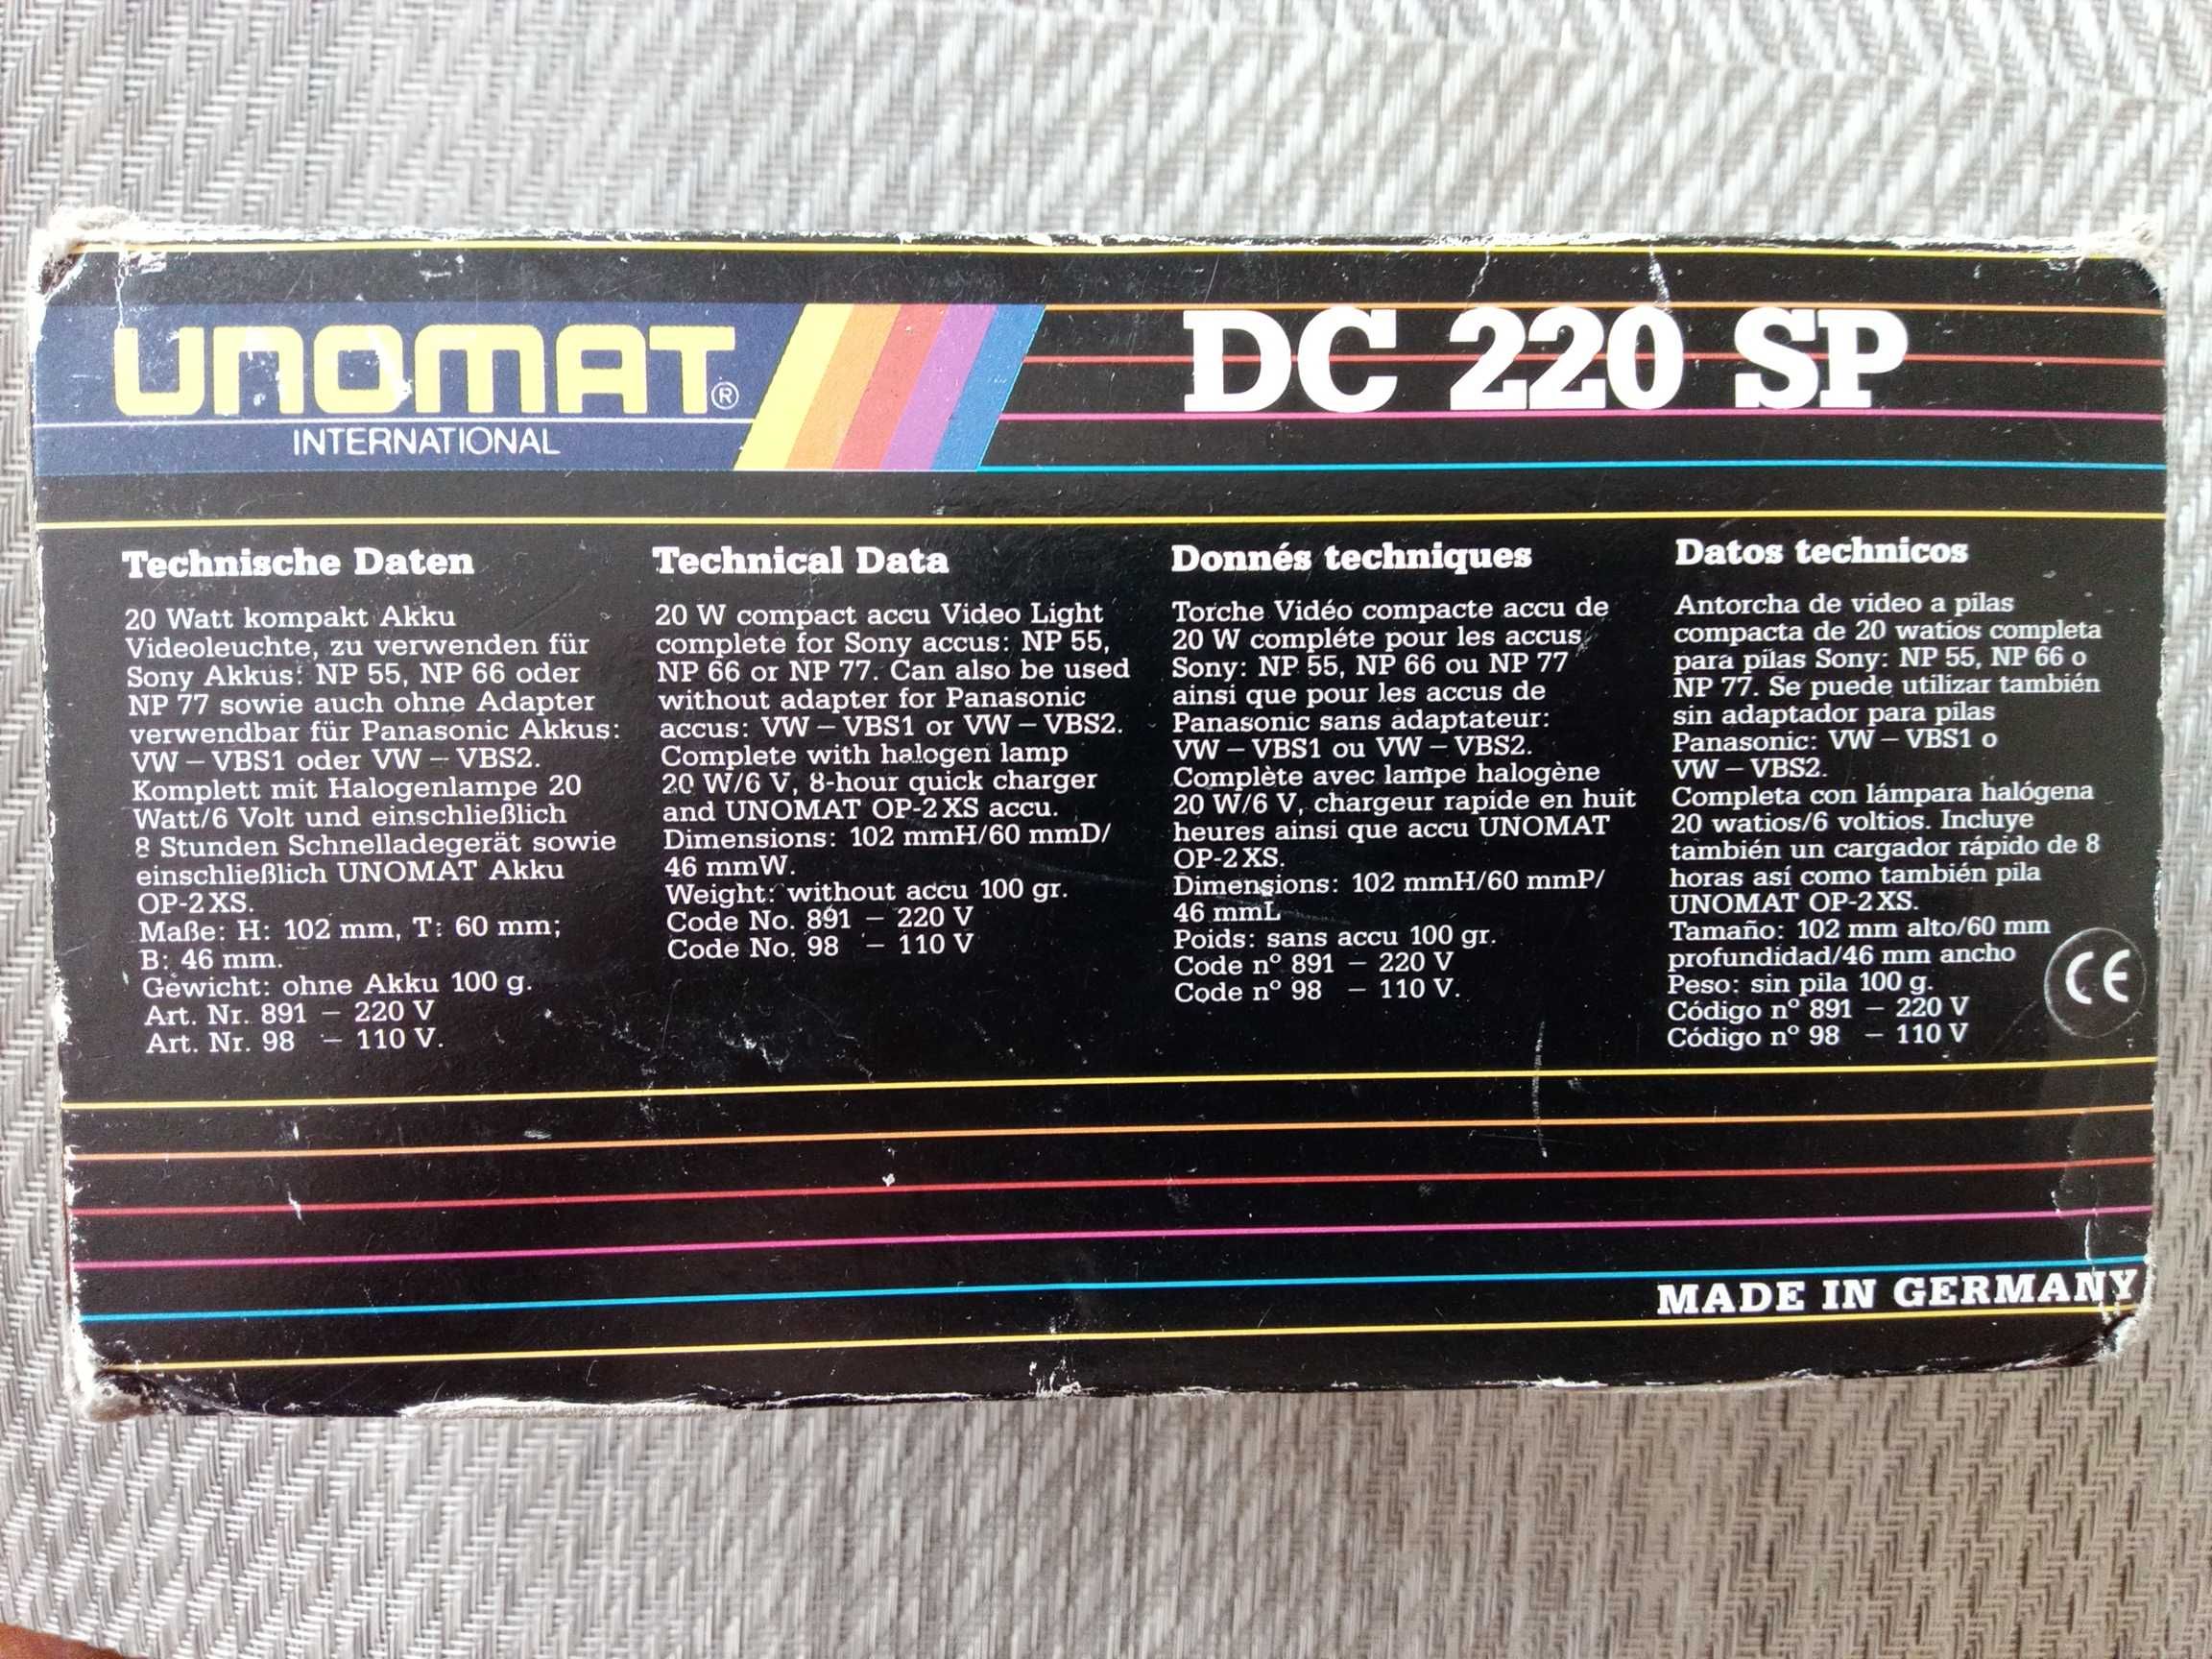 UNOMAT®
INTERNATIONAL
DC 220 SP
Technische Daten
20 Watt kompakt Akku
Videoleuchte, zu verwenden für
Sony Akkus: NP 55, NP 66 oder
NP 77 sowie auch ohne Adapter
verwendbar für Panasonic Akkus:
VW – VBS1 oder VW – VBS2.
Komplett mit Halogenlampe 20
Watt/6 Volt und einschließlich
8 Stunden Schnelladegerät sowie
einschließlich UNOMAT Akku
OP-2 XS.
Maße: H: 102 mm, T: 60 mm;
B: 46 mm.
Gewicht: ohne Akku 100 g.
Art. Nr. 891 – 220 V
Art. Nr. 98 – 110 V.
Technical Data
20 W compact accu Video Light
complete for Sony accus: NP 55,
NP 66 or NP 77. Can also be used
without adapter for Panasonic
accus: VW – VBS1 or VW – VBS2.
Complete with halogen lamp
20 W/6 V, 8-hour quick charger
and UNOMAT OP-2 XS accu.
Dimensions: 102 mmH/60 mmD/
46 mmW.
Weight: without accu 100 gr.
Code No. 891 – 220 V
Code No. 98 – 110 V
Donnés techniques
Torche Vidéo compacte accu de
20 W compléte pour les accus
Sony: NP 55, NP 66 ou NP 77
ainsi que pour les accus de
Panasonic sans adaptateur:
VW – VBS1 ou VW – VBS2.
Complète avec lampe halogène
20 W/6 V, chargeur rapide en huit
heures ainsi que accu UNOMAT
OP-2 XS.
Dimensions: 102 mmH/60 mmP/
46 mmL
Poids: sans accu 100 gr.
Code nº 891 – 220 V
Code nº 98 – 110 V.
Datos technicos
Antorcha de video a pilas
compacta de 20 watios completa
para pilas Sony: NP 55, NP 66 o
NP 77. Se puede utilizar también
sin adaptador para pilas
Panasonic: VW – VBS1 o
VW – VBS2.
Completa con lámpara halógena
20 watios/6 voltios. Incluye
también un cargador rápido de 8
horas así como también pila
UNOMAT OP-2 XS.
Tamaño: 102 mm alto/60 mm
profundidad/46 mm ancho
Peso: sin pila 100 g.
Código nº 891 – 220 V
Código nº 98 – 110 V
CE
MADE IN GERMANY